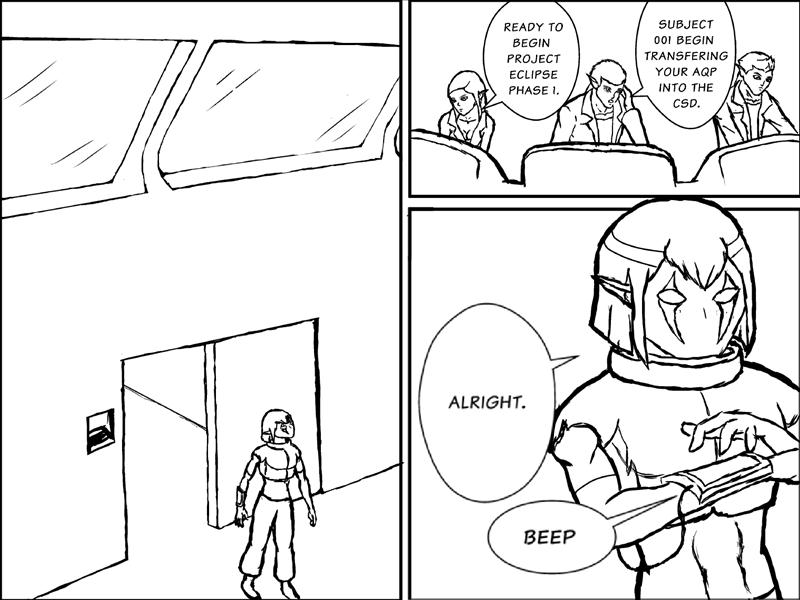 READY TO
BEGIN
PROJECT
ECLIPSE
PHASE 1.
SUBJECT
001 BEGIN
TRANSFERING
YOUR AQP
INTO THE
CSD.
ALRIGHT.
BEEP